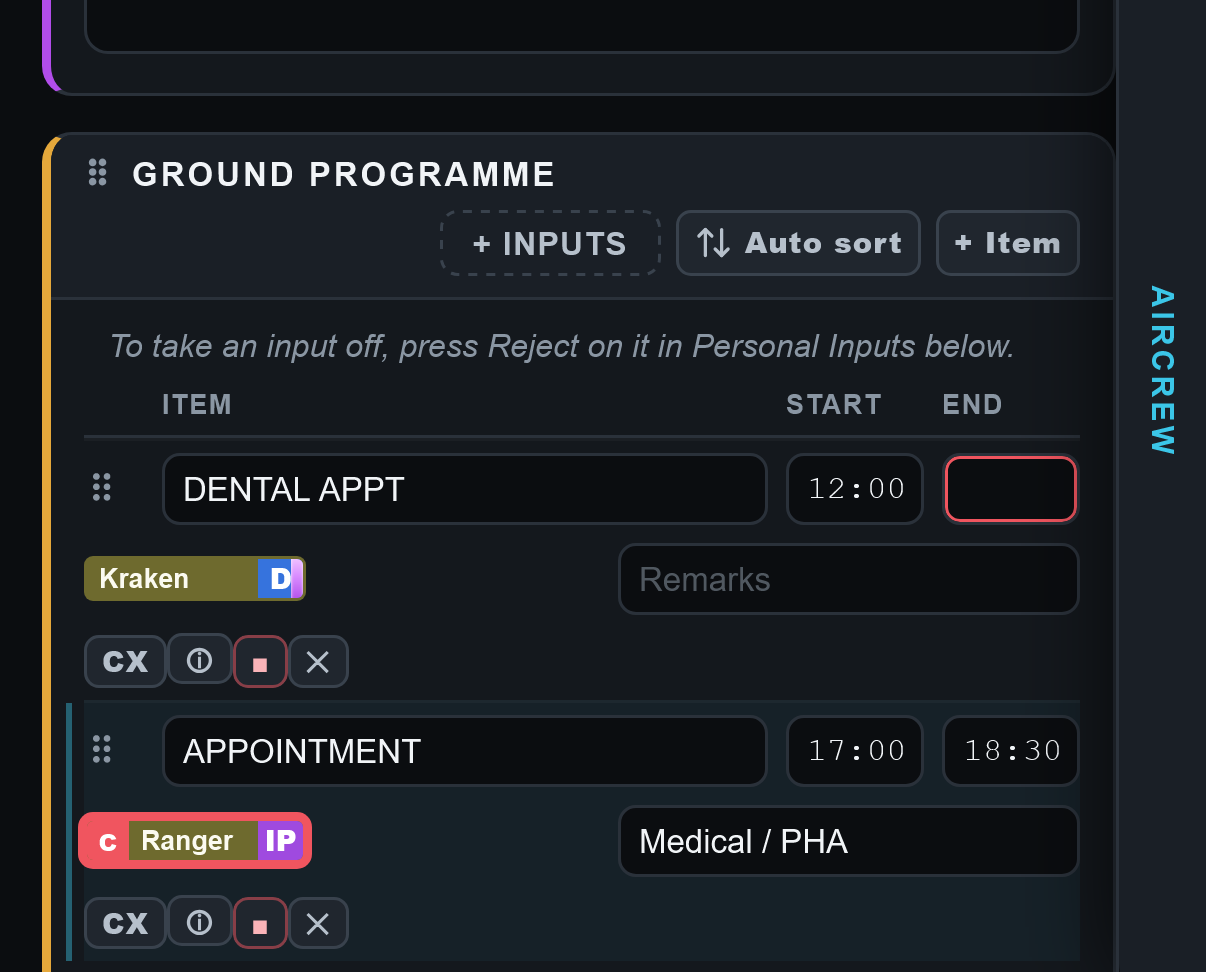 GROUND PROGRAMME
+ INPUTS Auto sort + Item
To take an input off, press Reject on it in Personal Inputs below.
ITEM START END
DENTAL APPT 12:00
Kraken D Remarks
CX
APPOINTMENT 17:00 18:30
c Ranger IP Medical / PHA
CX
AIRCREW